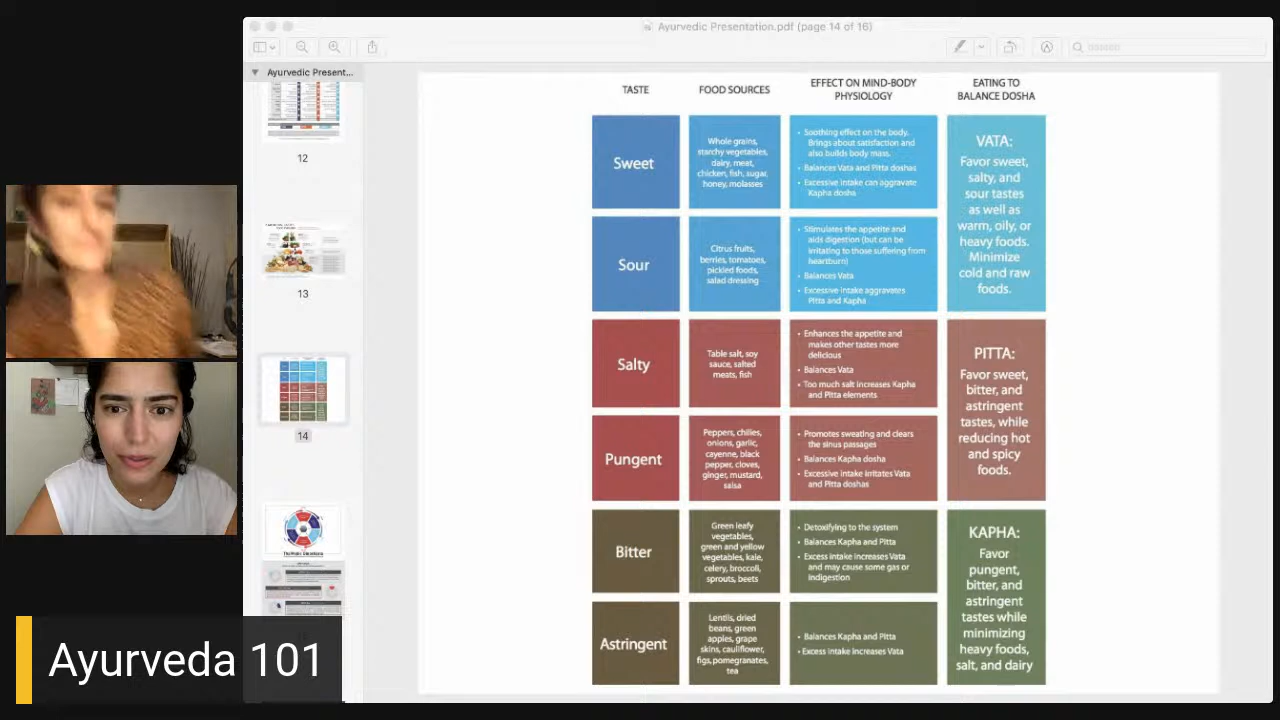 Ayurvedic Presentation.pdf (page 14 of 16)
Ayurvedic Present...
12
13
14
TASTE
FOOD SOURCES
EFFECT ON MIND-BODY
PHYSIOLOGY
EATING TO
BALANCE DOSHA
Sweet
Whole grains,
starchy vegetables,
dairy, meat,
chicken, fish, sugar,
honey, molasses
• Soothing effect on the body.
Brings about satisfaction and
also builds body mass.
• Balances Vata and Pitta doshas
• Excessive intake can aggravate
Kapha dosha
VATA:
Favor sweet,
salty, and
sour tastes
as well as
warm, oily, or
heavy foods.
Minimize
cold and raw
foods.
Sour
Citrus fruits,
berries, tomatoes,
pickled foods,
salad dressing
• Stimulates the appetite and
aids digestion (but can be
irritating to those suffering from
heartburn)
• Balances Vata
• Excessive intake aggravates
Pitta and Kapha
Salty
Table salt, soy
sauce, salted
meats, fish
• Enhances the appetite and
makes other tastes more
delicious
• Balances Vata
• Too much salt increases Kapha
and Pitta elements
PITTA:
Favor sweet,
bitter, and
astringent
tastes, while
reducing hot
and spicy
foods.
Pungent
Peppers, chilies,
onions, garlic,
cayenne, black
pepper, cloves,
ginger, mustard,
salsa
• Promotes sweating and clears
the sinus passages
• Balances Kapha dosha
• Excessive intake irritates Vata
and Pitta doshas
Bitter
Green leafy
vegetables,
green and yellow
vegetables, kale,
celery, broccoli,
sprouts, beets
• Detoxifying to the system
• Balances Kapha and Pitta
• Excess intake increases Vata
and may cause some gas or
indigestion
KAPHA:
Favor
pungent,
bitter, and
astringent
tastes while
minimizing
heavy foods,
salt, and dairy
Astringent
Lentils, dried
beans, green
apples, grape
skins, cauliflower,
figs, pomegranates,
tea
• Balances Kapha and Pitta
• Excess intake increases Vata
Ayurveda 101